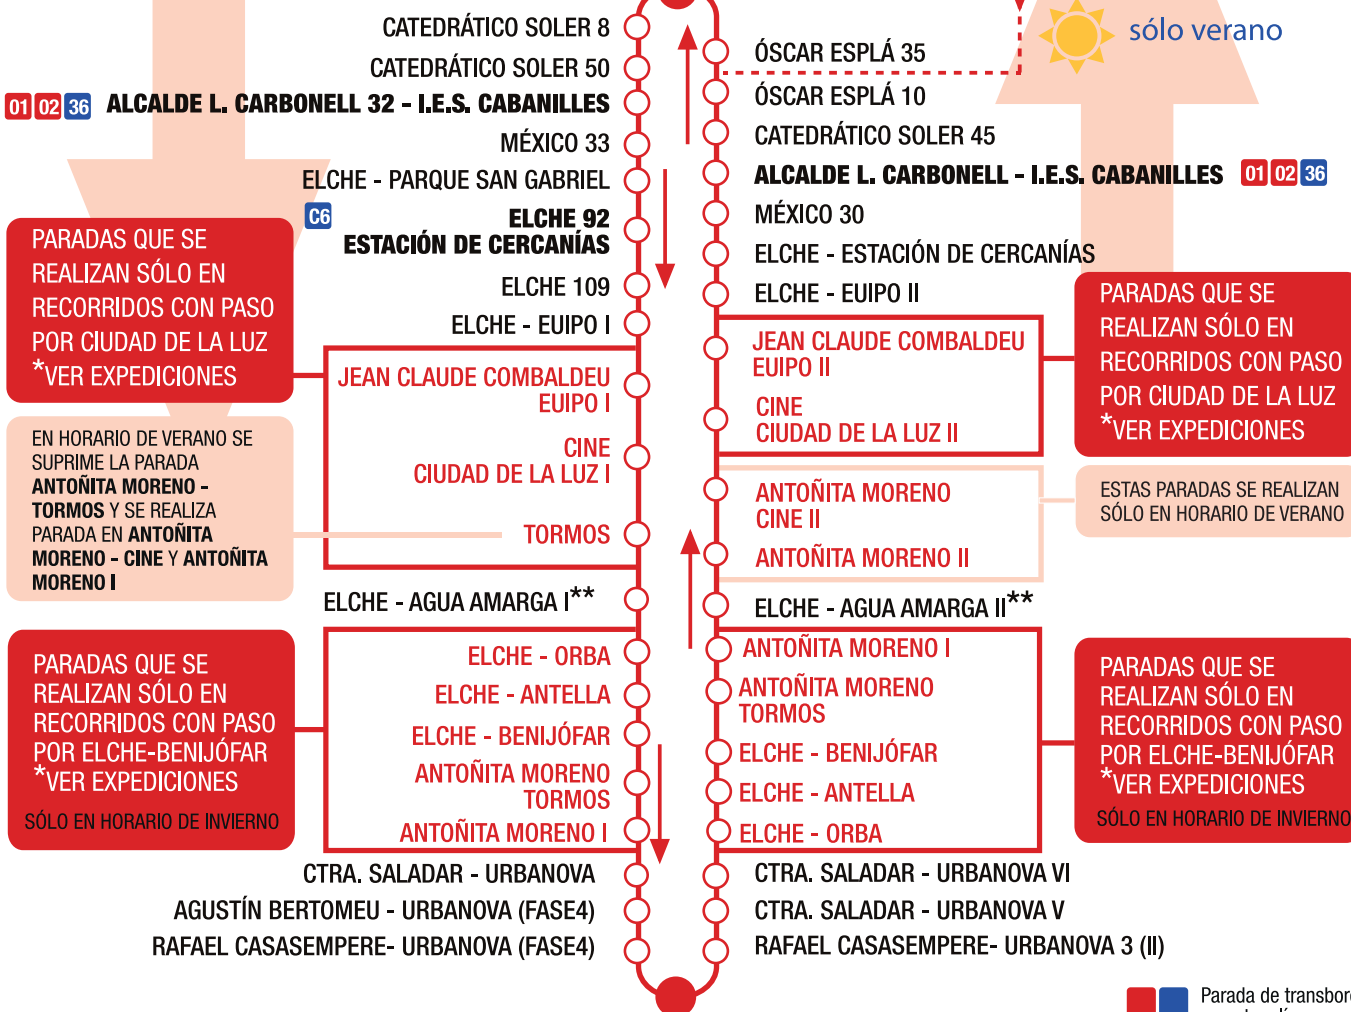 CATEDRÁTICO SOLER 8
CATEDRÁTICO SOLER 50
01 02 36 ALCALDE L. CARBONELL 32 - I.E.S. CABANILLES
MÉXICO 33
ELCHE - PARQUE SAN GABRIEL
C6 ELCHE 92
ESTACIÓN DE CERCANÍAS
ELCHE 109
ELCHE - EUIPO I
PARADAS QUE SE
REALIZAN SÓLO EN
RECORRIDOS CON PASO
POR CIUDAD DE LA LUZ
*VER EXPEDICIONES
JEAN CLAUDE COMBALDEU
EUIPO I
CINE
CIUDAD DE LA LUZ I
TORMOS
EN HORARIO DE VERANO SE
SUPRIME LA PARADA
ANTOÑITA MORENO -
TORMOS Y SE REALIZA
PARADA EN ANTOÑITA
MORENO - CINE Y ANTOÑITA
MORENO I
ELCHE - AGUA AMARGA I**
ELCHE - ORBA
ELCHE - ANTELLA
ELCHE - BENIJÓFAR
ANTOÑITA MORENO
TORMOS
ANTOÑITA MORENO I
PARADAS QUE SE
REALIZAN SÓLO EN
RECORRIDOS CON PASO
POR ELCHE-BENIJÓFAR
*VER EXPEDICIONES
SÓLO EN HORARIO DE INVIERNO
CTRA. SALADAR - URBANOVA
AGUSTÍN BERTOMEU - URBANOVA (FASE4)
RAFAEL CASASEMPERE- URBANOVA (FASE4)
sólo verano
ÓSCAR ESPLÁ 35
ÓSCAR ESPLÁ 10
CATEDRÁTICO SOLER 45
ALCALDE L. CARBONELL - I.E.S. CABANILLES 01 02 36
MÉXICO 30
ELCHE - ESTACIÓN DE CERCANÍAS
ELCHE - EUIPO II
JEAN CLAUDE COMBALDEU
EUIPO II
CINE
CIUDAD DE LA LUZ II
PARADAS QUE SE
REALIZAN SÓLO EN
RECORRIDOS CON PASO
POR CIUDAD DE LA LUZ
*VER EXPEDICIONES
ANTOÑITA MORENO
CINE II
ANTOÑITA MORENO II
ESTAS PARADAS SE REALIZAN
SÓLO EN HORARIO DE VERANO
ELCHE - AGUA AMARGA II**
ANTOÑITA MORENO I
ANTOÑITA MORENO
TORMOS
ELCHE - BENIJÓFAR
ELCHE - ANTELLA
ELCHE - ORBA
PARADAS QUE SE
REALIZAN SÓLO EN
RECORRIDOS CON PASO
POR ELCHE-BENIJÓFAR
*VER EXPEDICIONES
SÓLO EN HORARIO DE INVIERNO
CTRA. SALADAR - URBANOVA VI
CTRA. SALADAR - URBANOVA V
RAFAEL CASASEMPERE- URBANOVA 3 (II)
Parada de